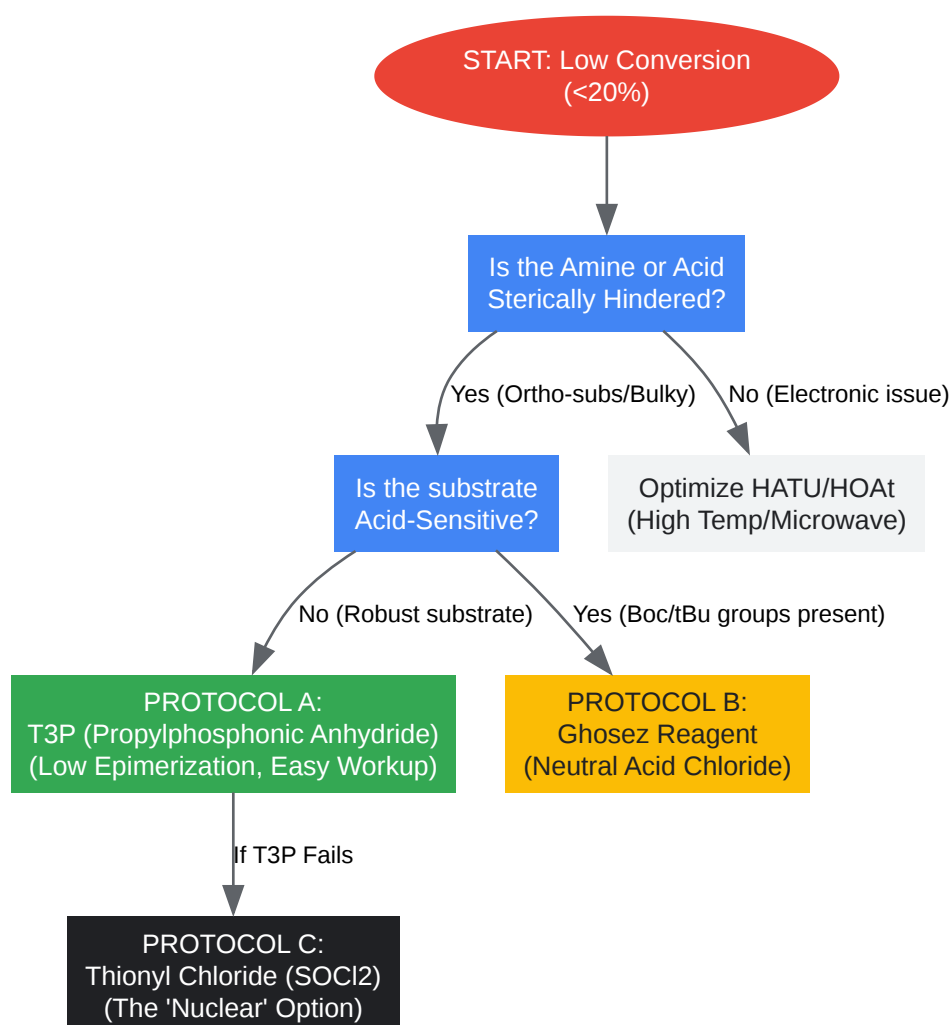 START: Low Conversion
(<20%)
Is the Amine or Acid
Sterically Hindered?
Yes (Ortho-subs/Bulky)
No (Electronic issue)
Is the substrate
Acid-Sensitive?
Optimize HATU/HOAt
(High Temp/Microwave)
No (Robust substrate)
Yes (Boc/tBu groups present)
PROTOCOL A:
T3P (Propylphosphonic Anhydride)
(Low Epimerization, Easy Workup)
PROTOCOL B:
Ghosez Reagent
(Neutral Acid Chloride)
If T3P Fails
PROTOCOL C:
Thionyl Chloride (SOCl2)
(The 'Nuclear' Option)